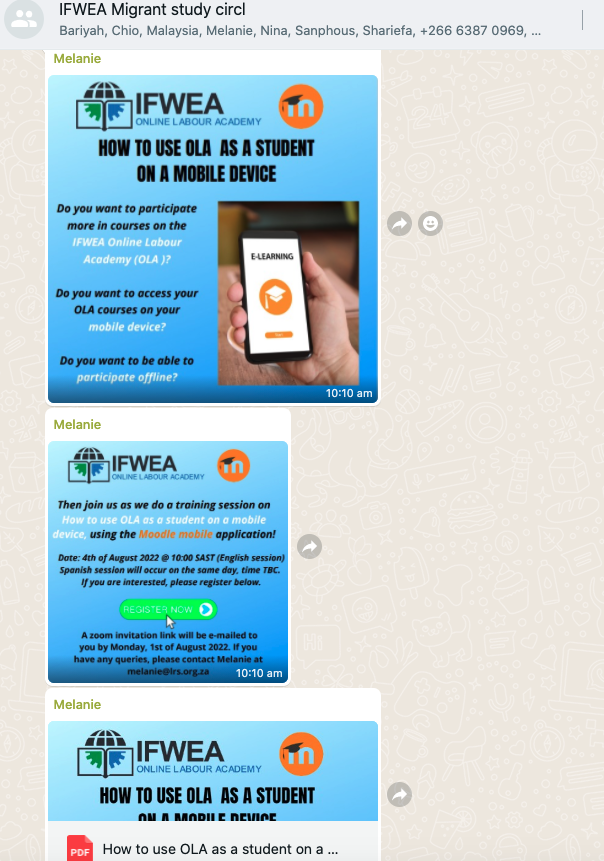 IFWEA Migrant study circl
Bariyah, Chio, Malaysia, Melanie, Nina, Sanphous, Shariefa, +266 6387 0969, ...
Melanie
IFWEA
ONLINE LABOUR ACADEMY
m
HOW TO USE OLA AS A STUDENT
ON A MOBILE DEVICE
Do you want to participate
more in courses on the
IFWEA Online Labour
Academy (OLA )?
Do you want to access your
OLA courses on your
mobile device?
Do you want to be able to
participate offline?
E-LEARNING
10:10 am
Melanie
IFWEA
ONLINE LABOUR ACADEMY
m
Then join us as we do a training session on
How to use OLA as a student on a mobile
device, using the Moodle mobile application!
Date: 4th of August 2022 @ 10:00 SAST (English session)
Spanish session will occur on the same day, time TBC.
If you are interested, please register below.
REGISTER NOW
A zoom invitation link will be e-mailed to
you by Monday, 1st of August 2022. If you
have any queries, please contact Melanie at
melanie@lrs.org.za
10:10 am
Melanie
IFWEA
ONLINE LABOUR ACADEMY
m
HOW TO USE OLA AS A STUDENT
ON A MOBILE DEVICE
PDF
How to use OLA as a student on a ...